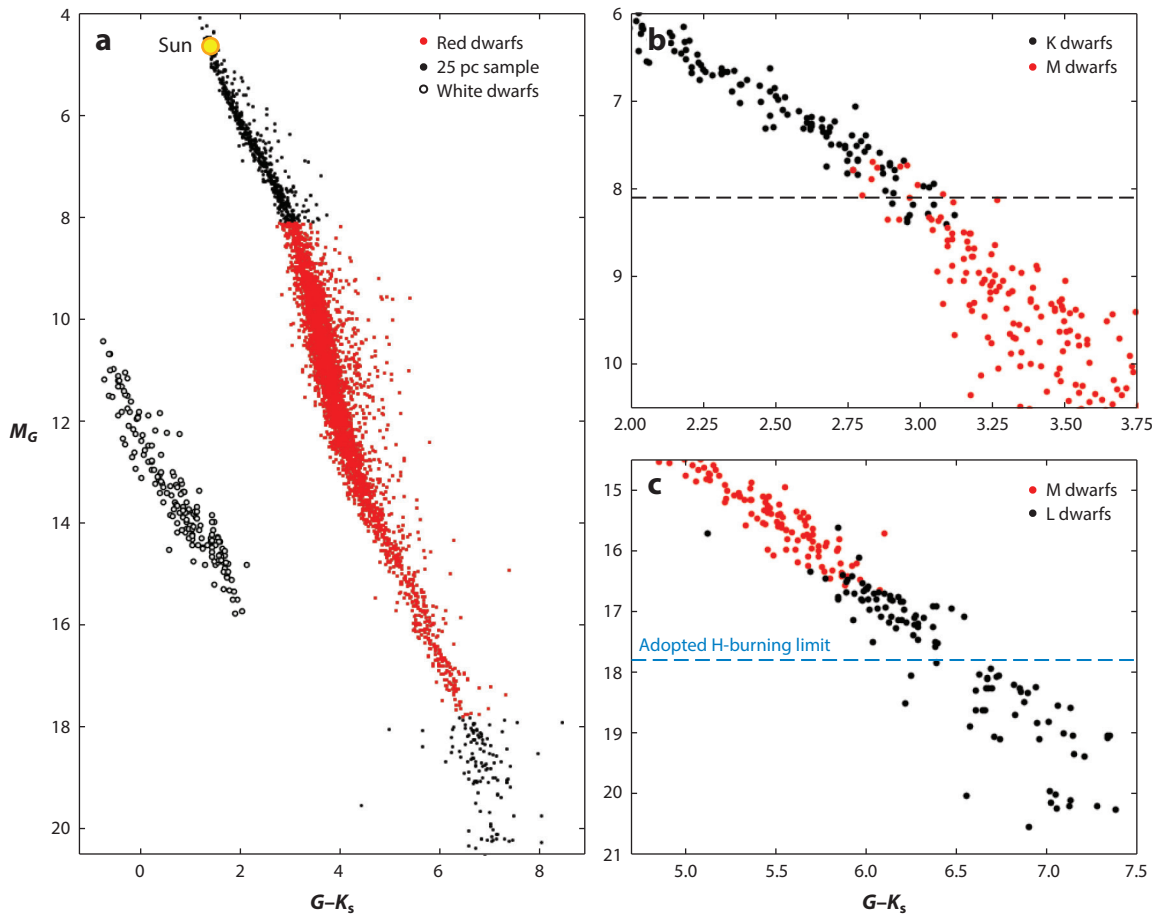 a
Sun
Red dwarfs
25 pc sample
White dwarfs
4
6
8
10
12
14
16
18
20
M_G
0 2 4 6 8
G–K_s
b
K dwarfs
M dwarfs
6
7
8
9
10
2.00 2.25 2.50 2.75 3.00 3.25 3.50 3.75
c
M dwarfs
L dwarfs
Adopted H-burning limit
15
16
17
18
19
20
21
5.0 5.5 6.0 6.5 7.0 7.5
G–K_s